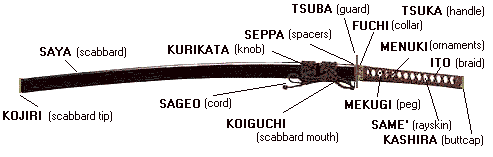 TSUBA (guard)
TSUKA (handle)
FUCHI (collar)
SEPPA (spacers)
MENUKI (ornaments)
KURIKATA (knob)
SAYA (scabbard)
ITO (braid)
SAGEO (cord)
MEKUGI (peg)
KOJIRI (scabbard tip)
KOIGUCHI
(scabbard mouth)
SAME' (rayskin)
KASHIRA (buttcap)